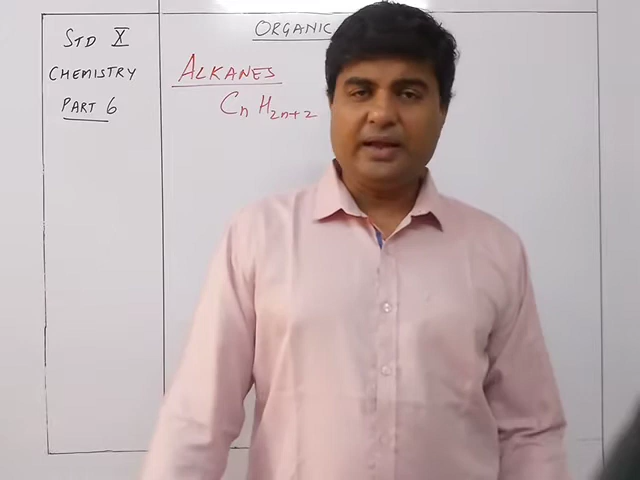 STD X
CHEMISTRY
PART 6
ORGANIC
ALKANES
CnH2n+2